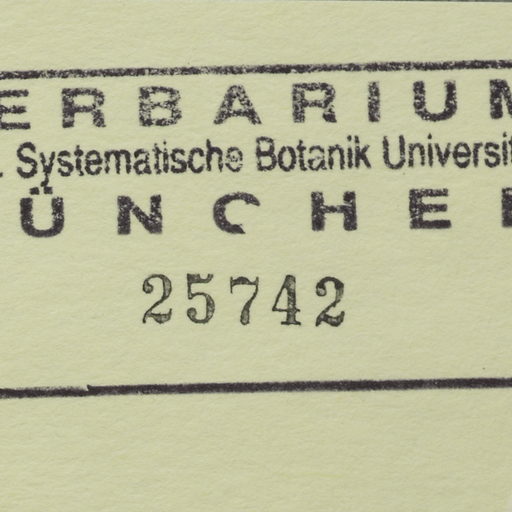 ERBARIUM
. Systematische Botanik Universit
ÜNCHE
25742